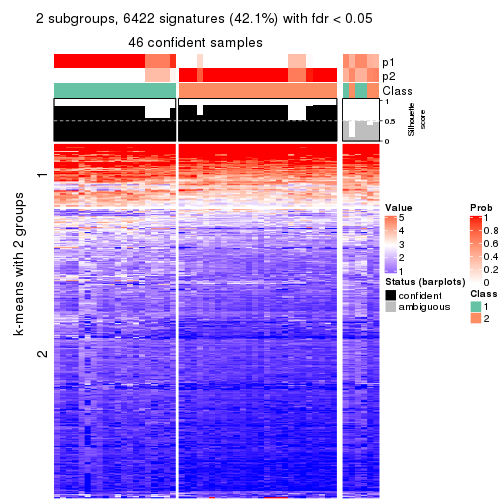 2 subgroups, 6422 signatures (42.1%) with fdr < 0.05
46 confident samples
p1
p2
Class
1
0.5
0
Silhouette
score
k-means with 2 groups
1
2
Value
5
4
3
2
1
Status (barplots)
confident
ambiguous
Prob
1
0.8
0.6
0.4
0.2
0
Class
1
2